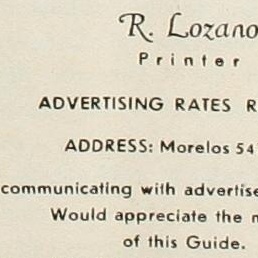 R. Lozano
Printer
ADVERTISING RATES R
ADDRESS: Morelos 54
communicating with advertise
Would appreciate the
of this Guide.